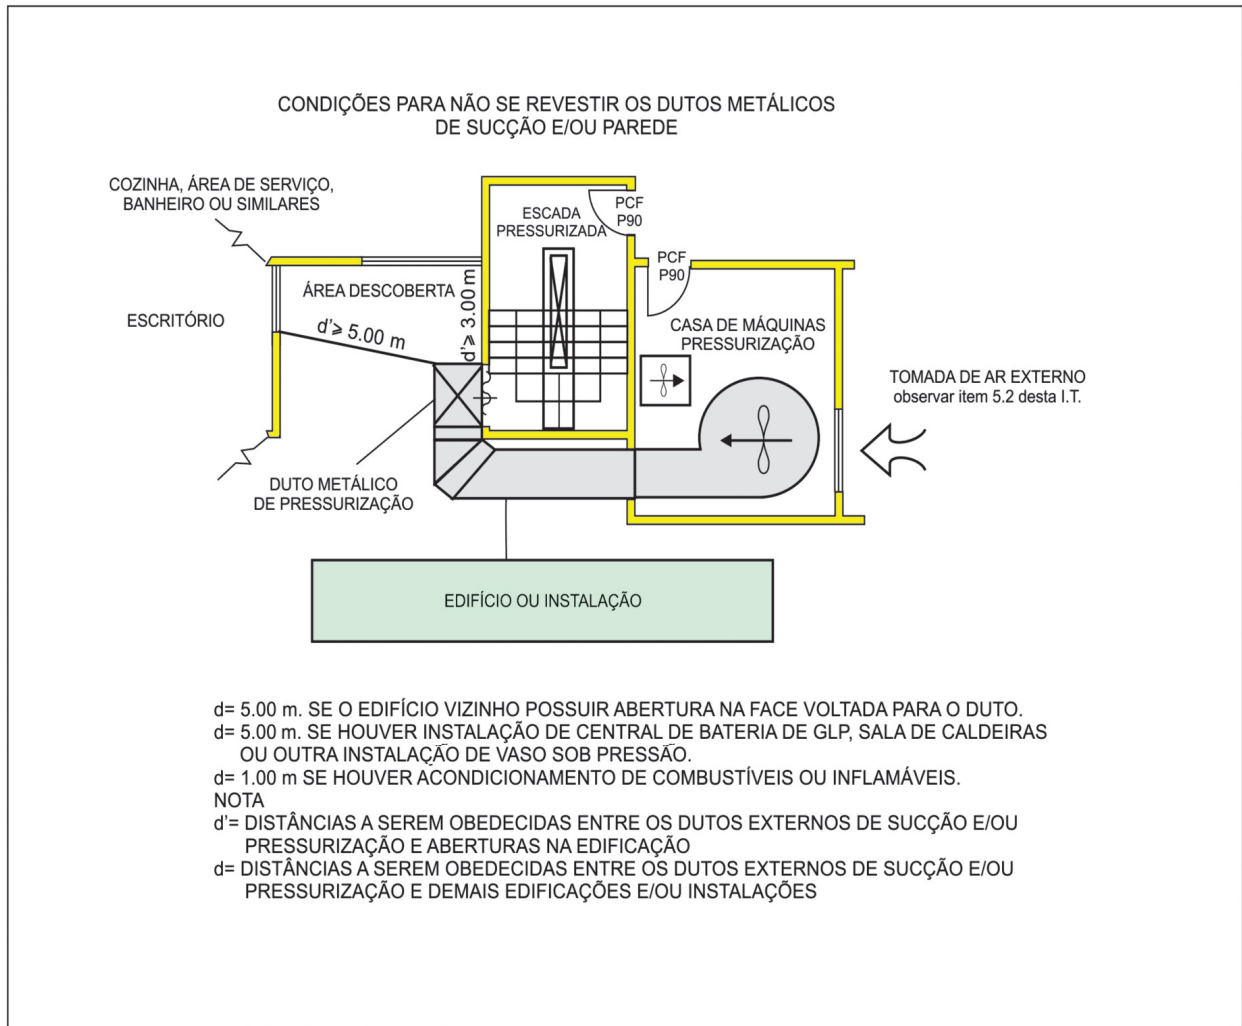 CONDIÇÕES PARA NÃO SE REVESTIR OS DUTOS METÁLICOS
DE SUCÇÃO E/OU PAREDE
COZINHA, ÁREA DE SERVIÇO,
BANHEIRO OU SIMILARES
ESCADA
PRESSURIZADA
PCF
P90
PCF
P90
ÁREA DESCOBERTA
ESCRITÓRIO
d'⩾ 5.00 m
d'⩾ 3.00 m
CASA DE MÁQUINAS
PRESSURIZAÇÃO
TOMADA DE AR EXTERNO
observar item 5.2 desta I.T.
DUTO METÁLICO
DE PRESSURIZAÇÃO
EDIFÍCIO OU INSTALAÇÃO
d= 5.00 m. SE O EDIFÍCIO VIZINHO POSSUIR ABERTURA NA FACE VOLTADA PARA O DUTO.
d= 5.00 m. SE HOUVER INSTALAÇÃO DE CENTRAL DE BATERIA DE GLP, SALA DE CALDEIRAS
OU OUTRA INSTALAÇÃO DE VASO SOB PRESSÃO.
d= 1.00 m SE HOUVER ACONDICIONAMENTO DE COMBUSTÍVEIS OU INFLAMÁVEIS.
NOTA
d'= DISTÂNCIAS A SEREM OBEDECIDAS ENTRE OS DUTOS EXTERNOS DE SUCÇÃO E/OU
PRESSURIZAÇÃO E ABERTURAS NA EDIFICAÇÃO
d= DISTÂNCIAS A SEREM OBEDECIDAS ENTRE OS DUTOS EXTERNOS DE SUCÇÃO E/OU
PRESSURIZAÇÃO E DEMAIS EDIFICAÇÕES E/OU INSTALAÇÕES